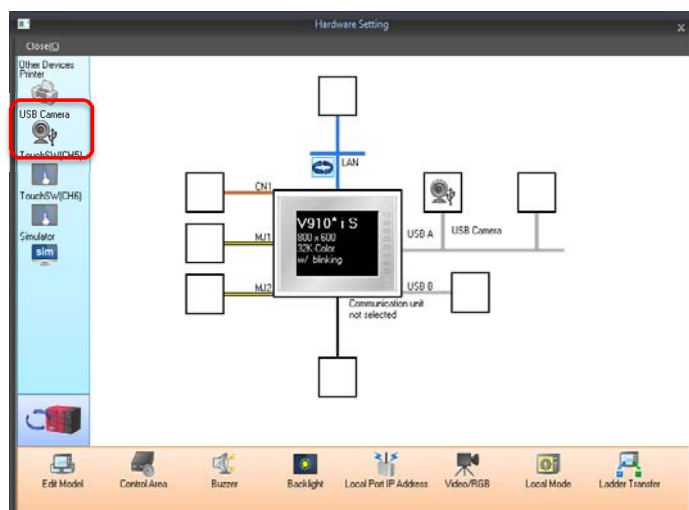 Hardware Setting
x
Close(C)
Other Devices
Printer
USB Camera
TouchSW(CH5)
TouchSW(CH6)
Simulator
sim
LAN
CN1
MJ1
MJ2
V910* i S
800 x 600
32K-Color
w/ blinking
USB A
USB Camera
USB B
Communication unit
not selected
Edit Model
Control Area
Buzzer
Backlight
Local Port IP Address
Video/RGB
Local Mode
Ladder Transfer